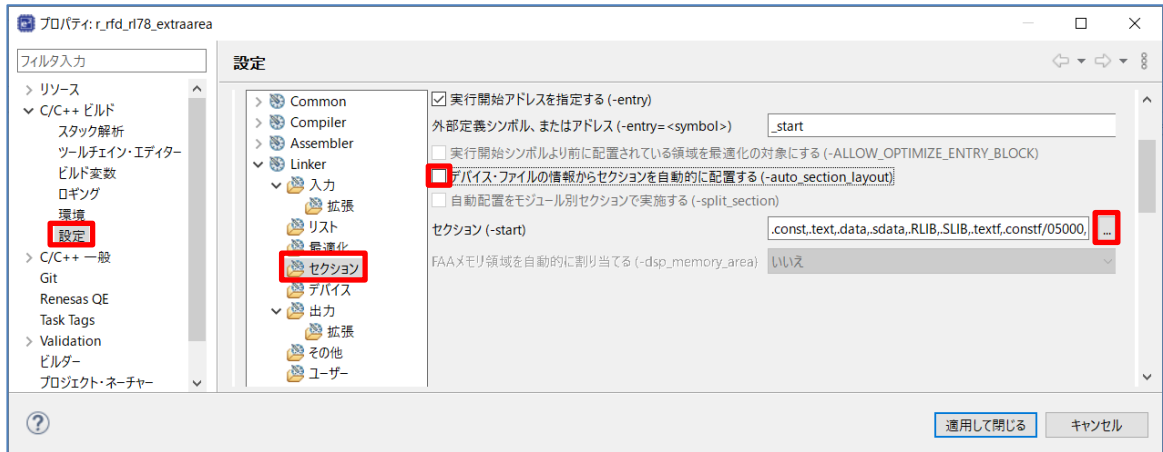 プロパティ: r_rfd_rl78_extraarea
フィルタ入力
設定
リソース
C/C++ ビルド
スタック解析
ツールチェイン・エディター
ビルド変数
ロギング
環境
設定
C/C++ 一般
Git
Renesas QE
Task Tags
Validation
ビルダー
プロジェクト・ネーチャー
Common
Compiler
Assembler
Linker
入力
拡張
リスト
最適化
セクション
デバイス
出力
拡張
その他
ユーザー
実行開始アドレスを指定する (-entry)
外部定義シンボル、またはアドレス (-entry=<symbol>) _start
実行開始シンボルより前に配置されている領域を最適化の対象にする (-ALLOW_OPTIMIZE_ENTRY_BLOCK)
デバイス・ファイルの情報からセクションを自動的に配置する (-auto_section_layout)
自動配置をモジュール別セクションで実施する (-split_section)
セクション (-start) .const,.text,.data,.sdata,.RLIB,.SLIB,.textf,.constf/05000, ...
FAAメモリ領域を自動的に割り当てる (-dsp_memory_area) いいえ
適用して閉じる キャンセル